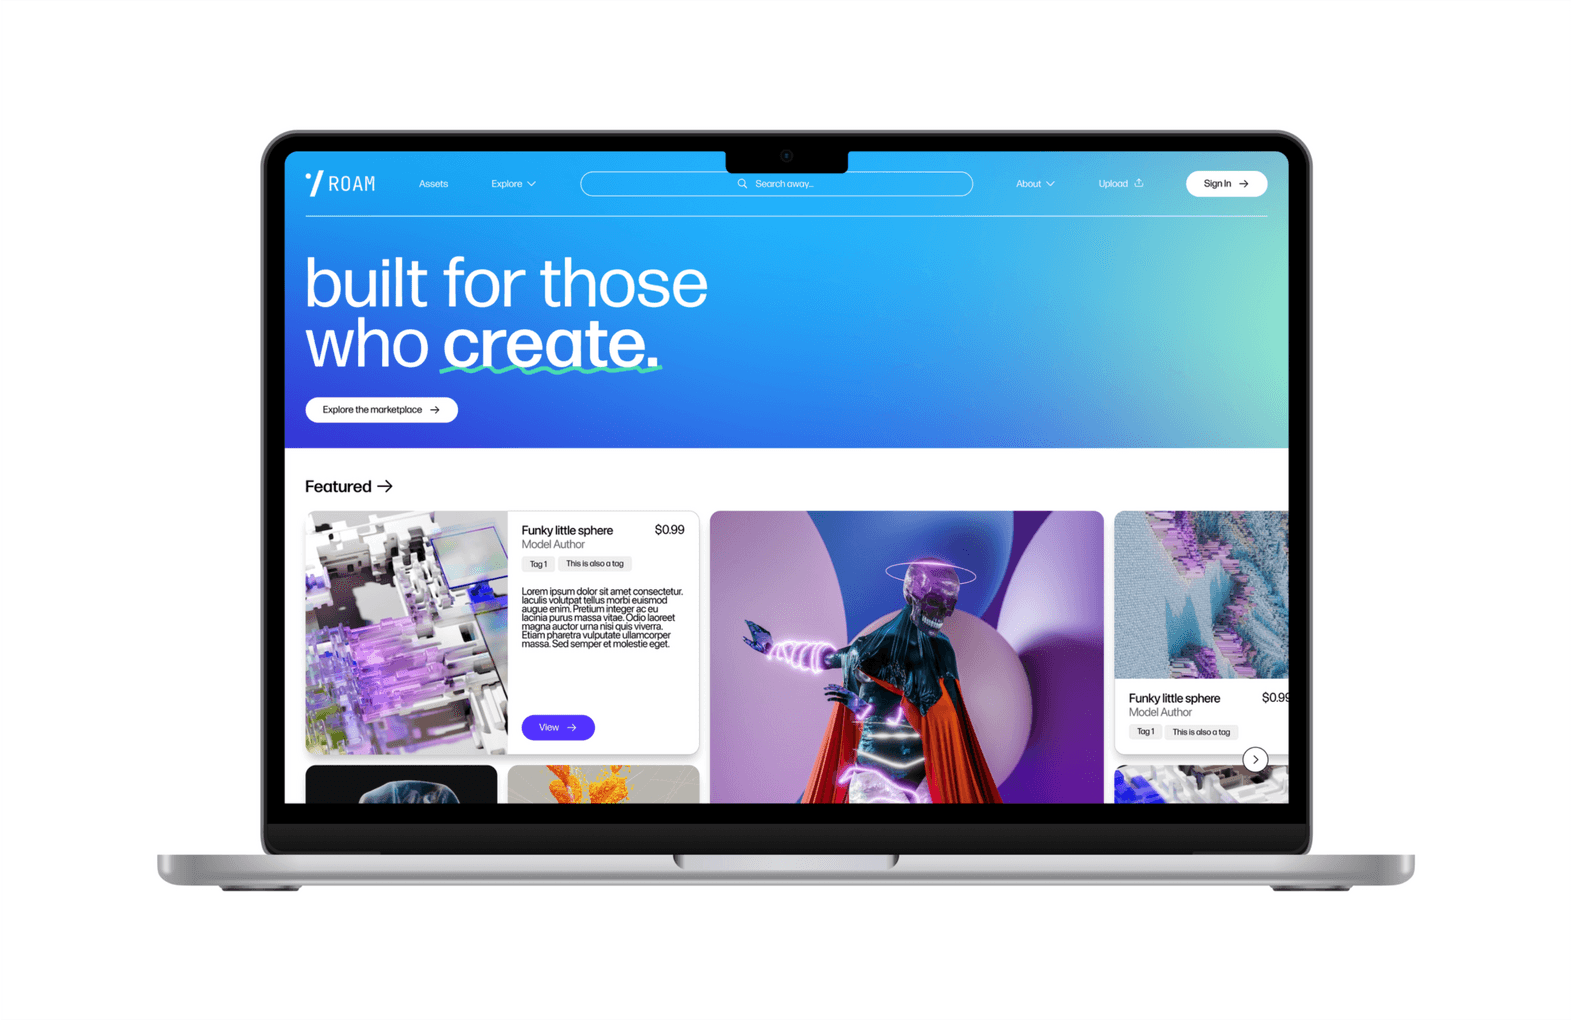 ROAM
Assets
Explore
Search away...
About
Upload
Sign In
built for those
who create.
Explore the marketplace
Featured
Funky little sphere
$0.99
Model Author
Tag 1
This is also a tag
Lorem ipsum dolor sit amet consectetur.
Iaculis volutpat tellus morbi euismod
augue enim. Pretium integer ac eu
lacinia purus massa vitae. Odio laoreet
magna auctor urna nisi quis viverra.
Etiam pharetra vulputate ullamcorper
massa. Sed semper et molestie eget.
View
Funky little sphere
$0.99
Model Author
Tag 1
This is also a tag